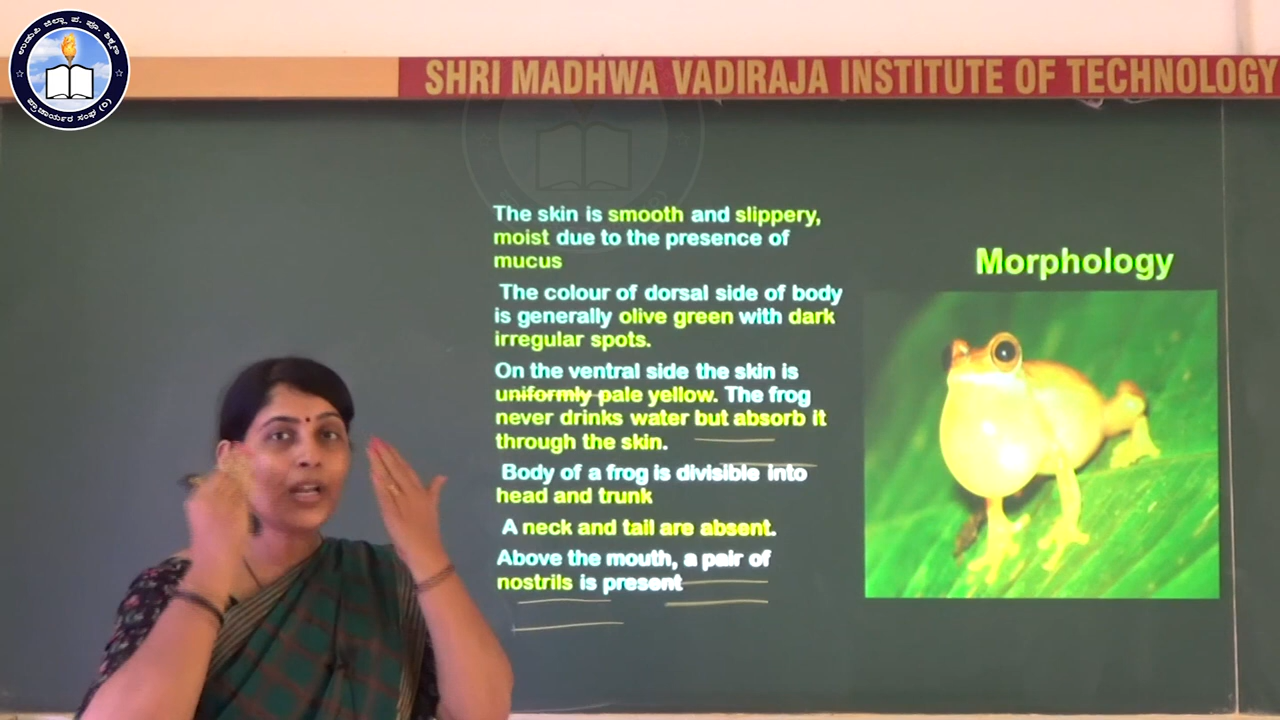 ಉಡುಪಿ ಜಿಲ್ಲಾ ಪ. ಪೂ. ಶಿಕ್ಷಣ
ಪ್ರಾಚಾರ್ಯರ ಸಂಘ (ರಿ)
SHRI MADHWA VADIRAJA INSTITUTE OF TECHNOLOGY
The skin is smooth and slippery,
moist due to the presence of
mucus
The colour of dorsal side of body
is generally olive green with dark
irregular spots.
On the ventral side the skin is
uniformly pale yellow. The frog
never drinks water but absorb it
through the skin.
Body of a frog is divisible into
head and trunk
A neck and tail are absent.
Above the mouth, a pair of
nostrils is present
Morphology